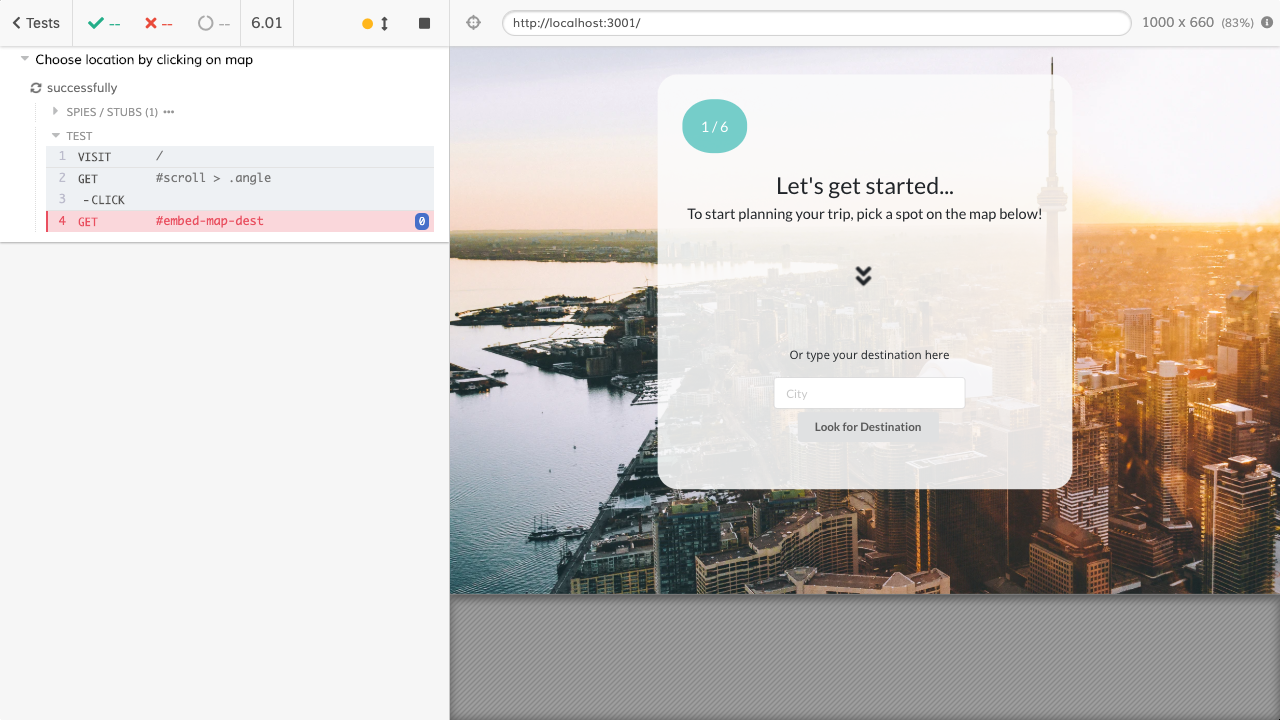 Tests
--
--
--
6.01
http://localhost:3001/
1000 x 660 (83%)
Choose location by clicking on map
successfully
SPIES / STUBS (1) •••
TEST
1 VISIT /
2 GET #scroll > .angle
3 -CLICK
4 GET #embed-map-dest 0
1 / 6
Let's get started...
To start planning your trip, pick a spot on the map below!
Or type your destination here
City
Look for Destination